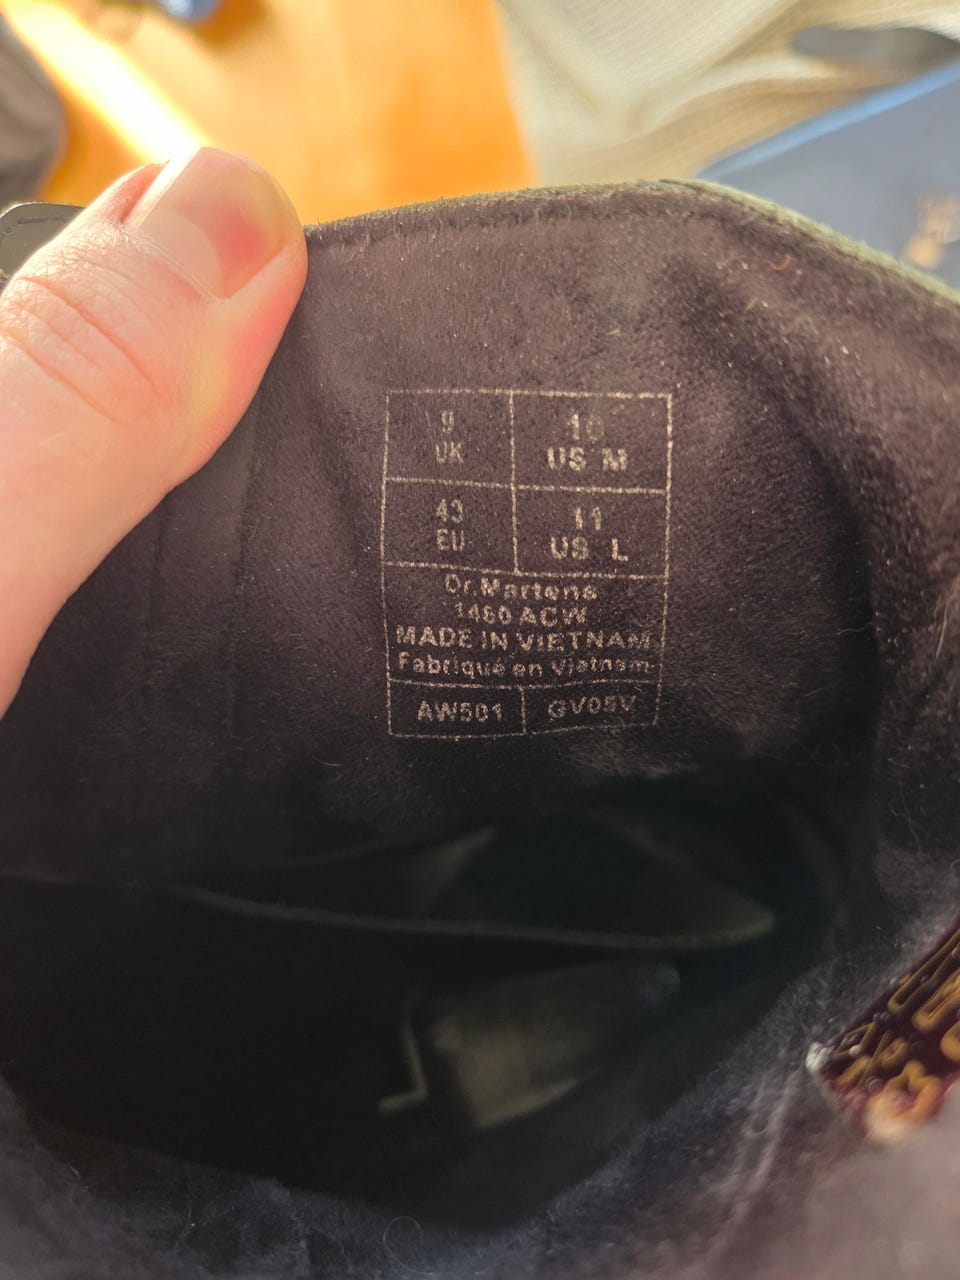 9
UK
10
US M
43
EU
11
US L
Dr. Martens
1460 ACW
MADE IN VIETNAM
Fabriqué en Vietnam
AW501
GV05V